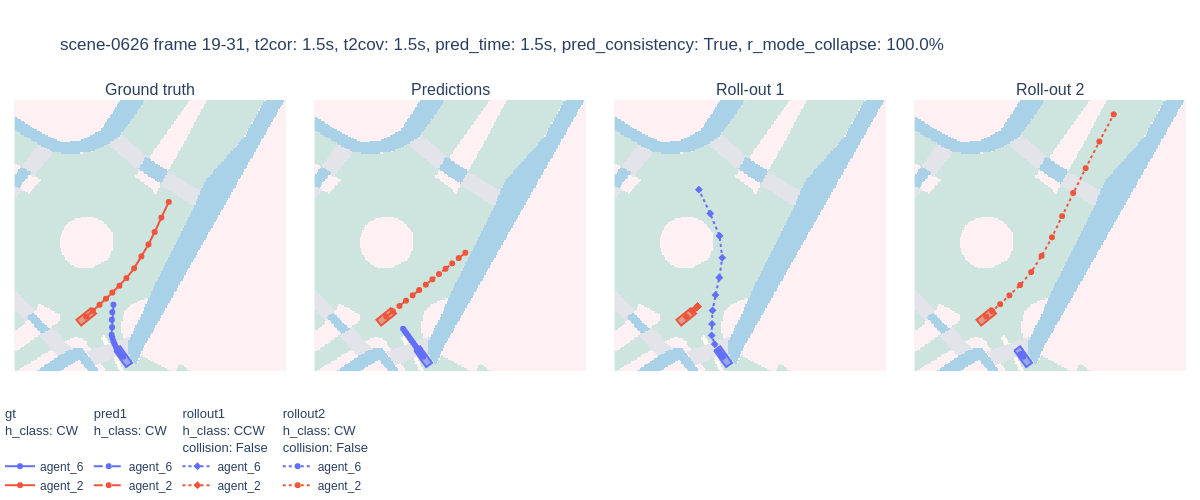 scene-0626 frame 19-31, t2cor: 1.5s, t2cov: 1.5s, pred_time: 1.5s, pred_consistency: True, r_mode_collapse: 100.0%
Ground truth
Predictions
Roll-out 1
Roll-out 2
gt
h_class: CW
agent_6
agent_2
pred1
h_class: CW
agent_6
agent_2
rollout1
h_class: CCW
collision: False
agent_6
agent_2
rollout2
h_class: CW
collision: False
agent_6
agent_2